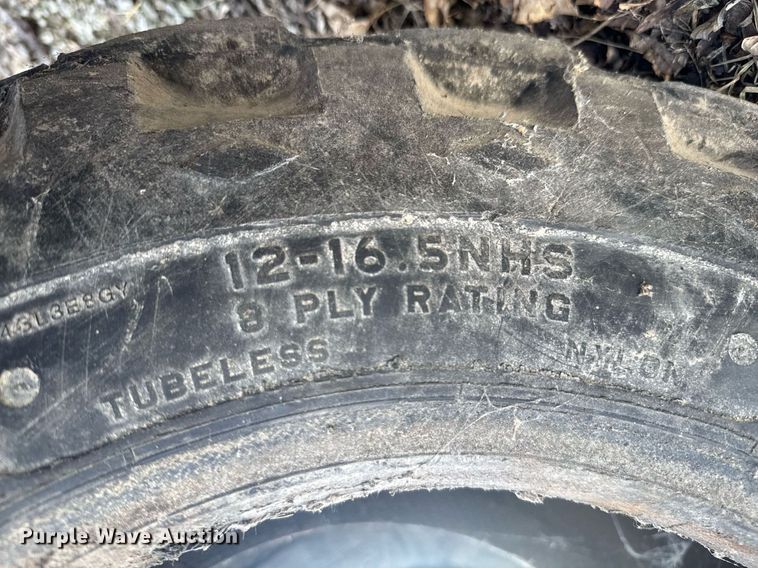 12-16.5NHS
8 PLY RATING
TUBELESS NYLON
Purple Wave Auction